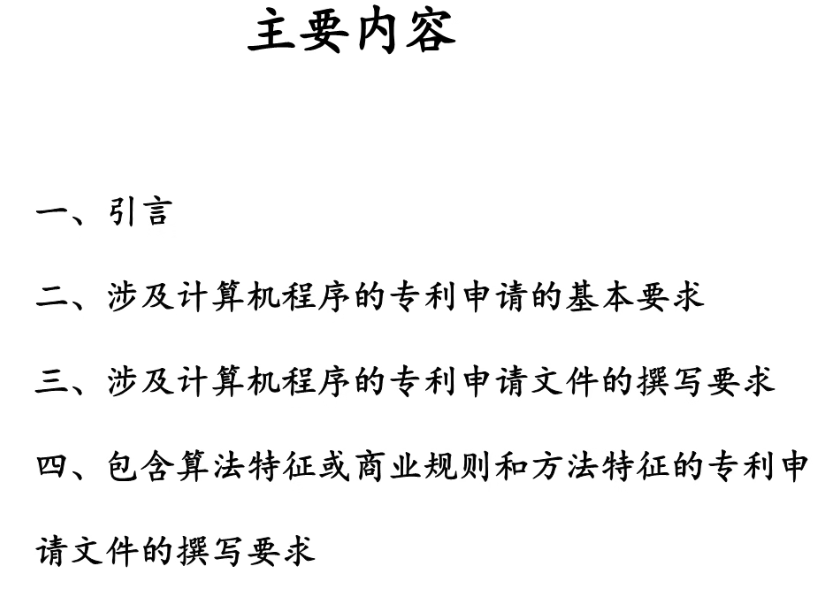 主要内容
一、引言
二、涉及计算机程序的专利申请的基本要求
三、涉及计算机程序的专利申请文件的撰写要求
四、包含算法特征或商业规则和方法特征的专利申
请文件的撰写要求